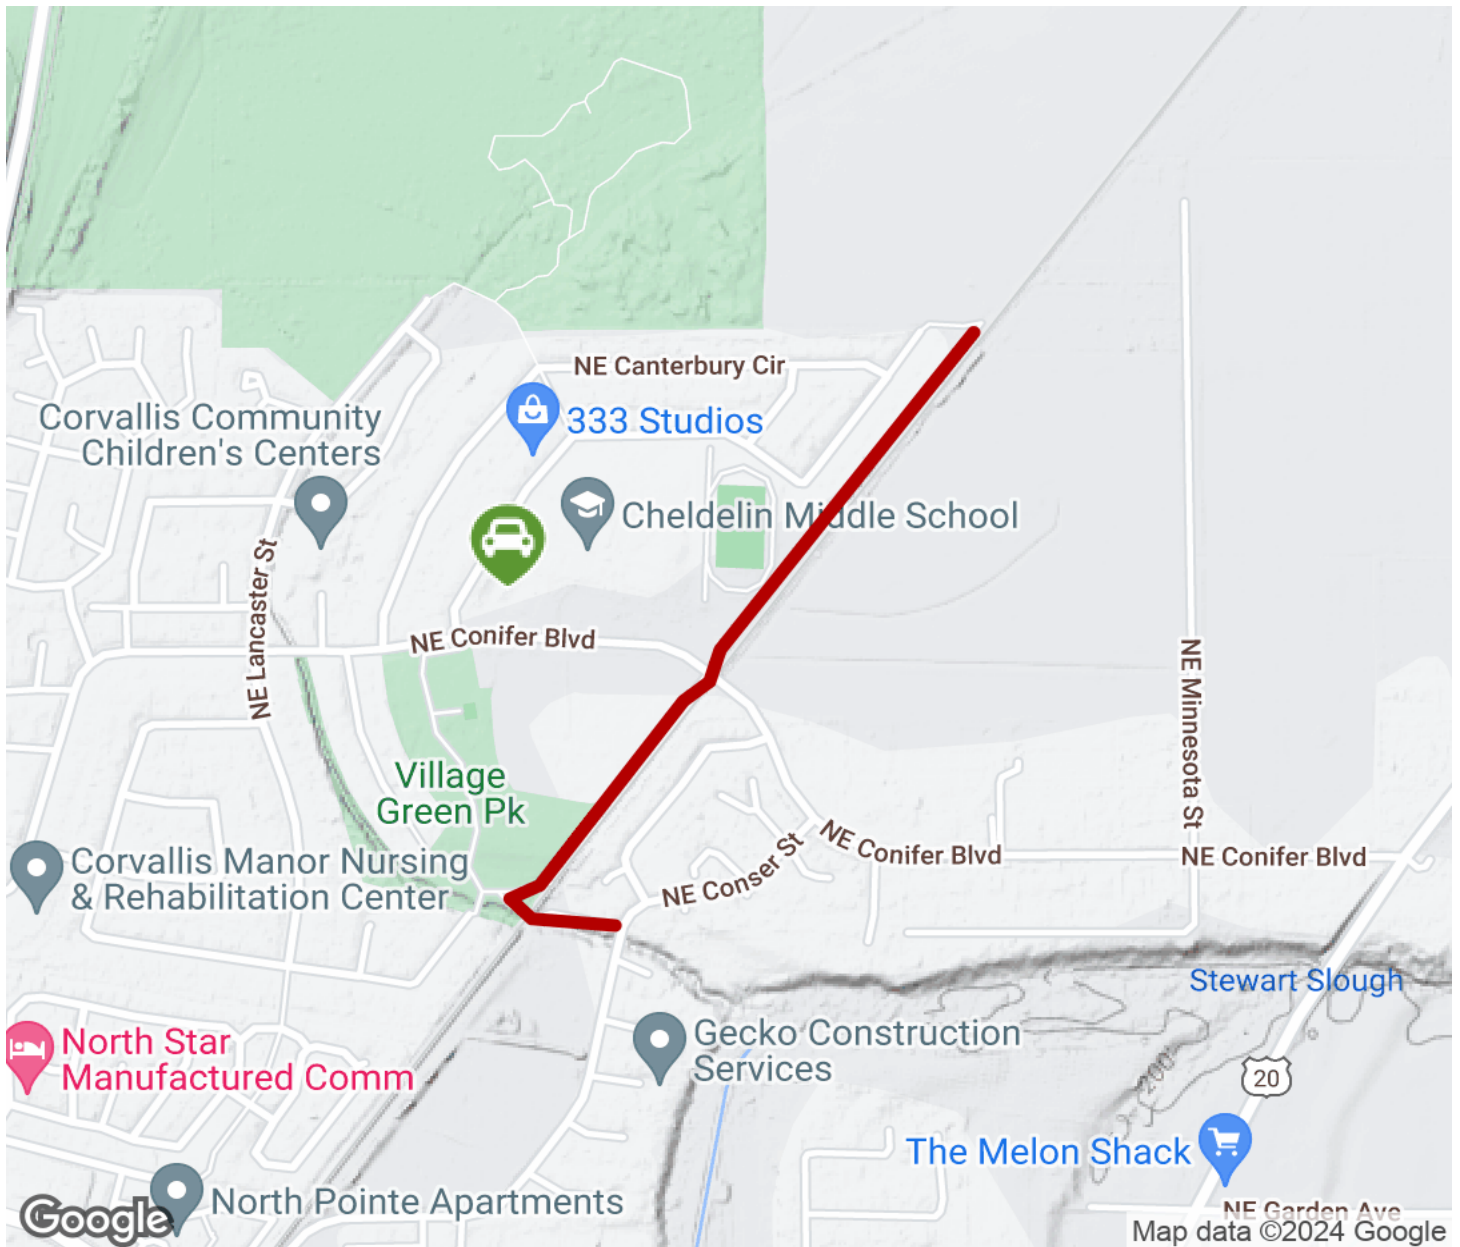 NE Canterbury Cir
333 Studios
Corvallis Community
Children's Centers
Cheldelin Middle School
NE Lancaster St
NE Conifer Blvd
NE Minnesota St
Village
Green Pk
NE Conser St
NE Conifer Blvd
NE Conifer Blvd
Corvallis Manor Nursing
& Rehabilitation Center
Stewart Slough
North Star
Manufactured Comm
Gecko Construction
Services
200
20
The Melon Shack
North Pointe Apartments
NE Garden Ave
Google
Map data ©2024 Google